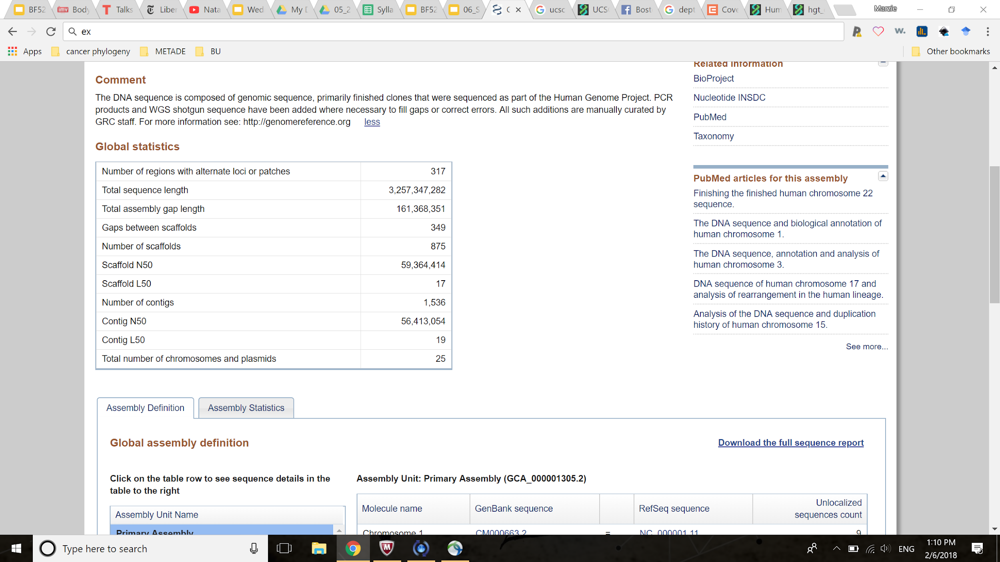 BF52
Body
Talks
Liber
Nata
Wed
My D
05_2
Sylla
BF52
06_S
ucsc
UCS
Bost
dept
Cove
Hum
hgt_
Marzie
ex
Apps
cancer phylogeny
METADE
BU
Other bookmarks
Comment
The DNA sequence is composed of genomic sequence, primarily finished clones that were sequenced as part of the Human Genome Project. PCR
products and WGS shotgun sequence have been added where necessary to fill gaps or correct errors. All such additions are manually curated by
GRC staff. For more information see: http://genomereference.org less
Global statistics
Number of regions with alternate loci or patches 317
Total sequence length 3,257,347,282
Total assembly gap length 161,368,351
Gaps between scaffolds 349
Number of scaffolds 875
Scaffold N50 59,364,414
Scaffold L50 17
Number of contigs 1,536
Contig N50 56,413,054
Contig L50 19
Total number of chromosomes and plasmids 25
Related Information
BioProject
Nucleotide INSDC
PubMed
Taxonomy
PubMed articles for this assembly
Finishing the finished human chromosome 22
sequence.
The DNA sequence and biological annotation of
human chromosome 1.
The DNA sequence, annotation and analysis of
human chromosome 3.
DNA sequence of human chromosome 17 and
analysis of rearrangement in the human lineage.
Analysis of the DNA sequence and duplication
history of human chromosome 15.
See more...
Assembly Definition
Assembly Statistics
Global assembly definition
Download the full sequence report
Click on the table row to see sequence details in the
table to the right
Assembly Unit Name
Primary Assembly
Assembly Unit: Primary Assembly (GCA_000001305.2)
Molecule name GenBank sequence RefSeq sequence Unlocalized
sequences count
Chromosome 1 CM000663.2 = NC_000001.11 9
Type here to search
ENG
1:10 PM
2/6/2018